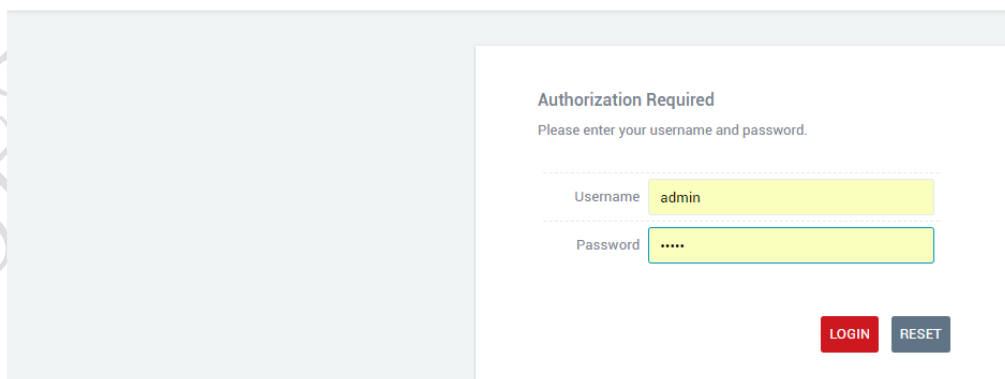 Authorization Required
Please enter your username and password.
Username admin
Password •••••
LOGIN RESET